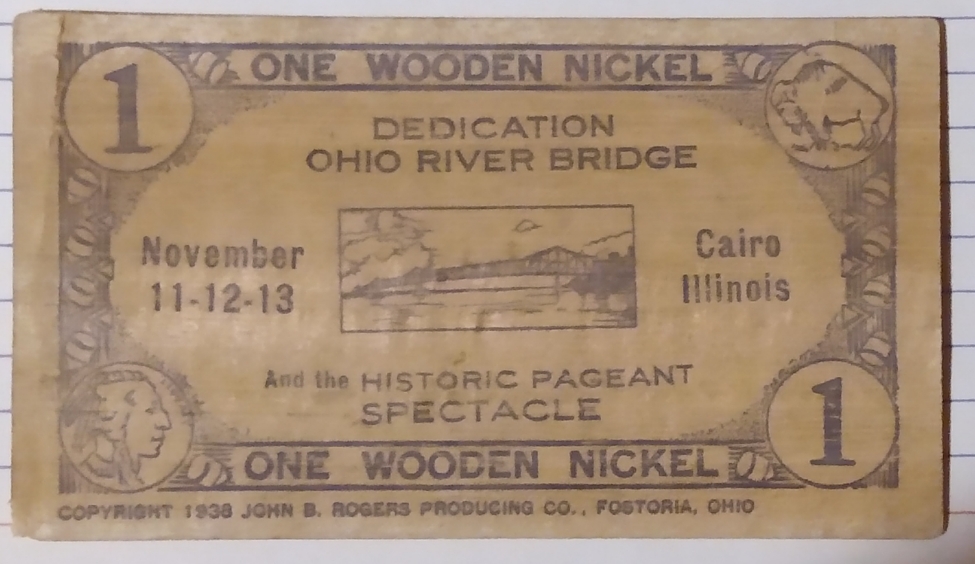 1 ONE WOODEN NICKEL
DEDICATION
OHIO RIVER BRIDGE
November
11-12-13
Cairo
Illinois
And the HISTORIC PAGEANT
SPECTACLE
ONE WOODEN NICKEL 1
COPYRIGHT 1938 JOHN B. ROGERS PRODUCING CO., FOSTORIA, OHIO